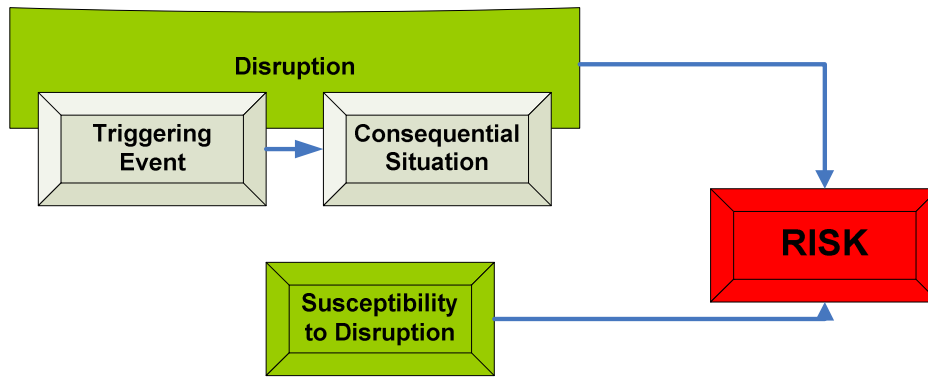 Disruption
Triggering
Event
Consequential
Situation
RISK
Susceptibility
to Disruption